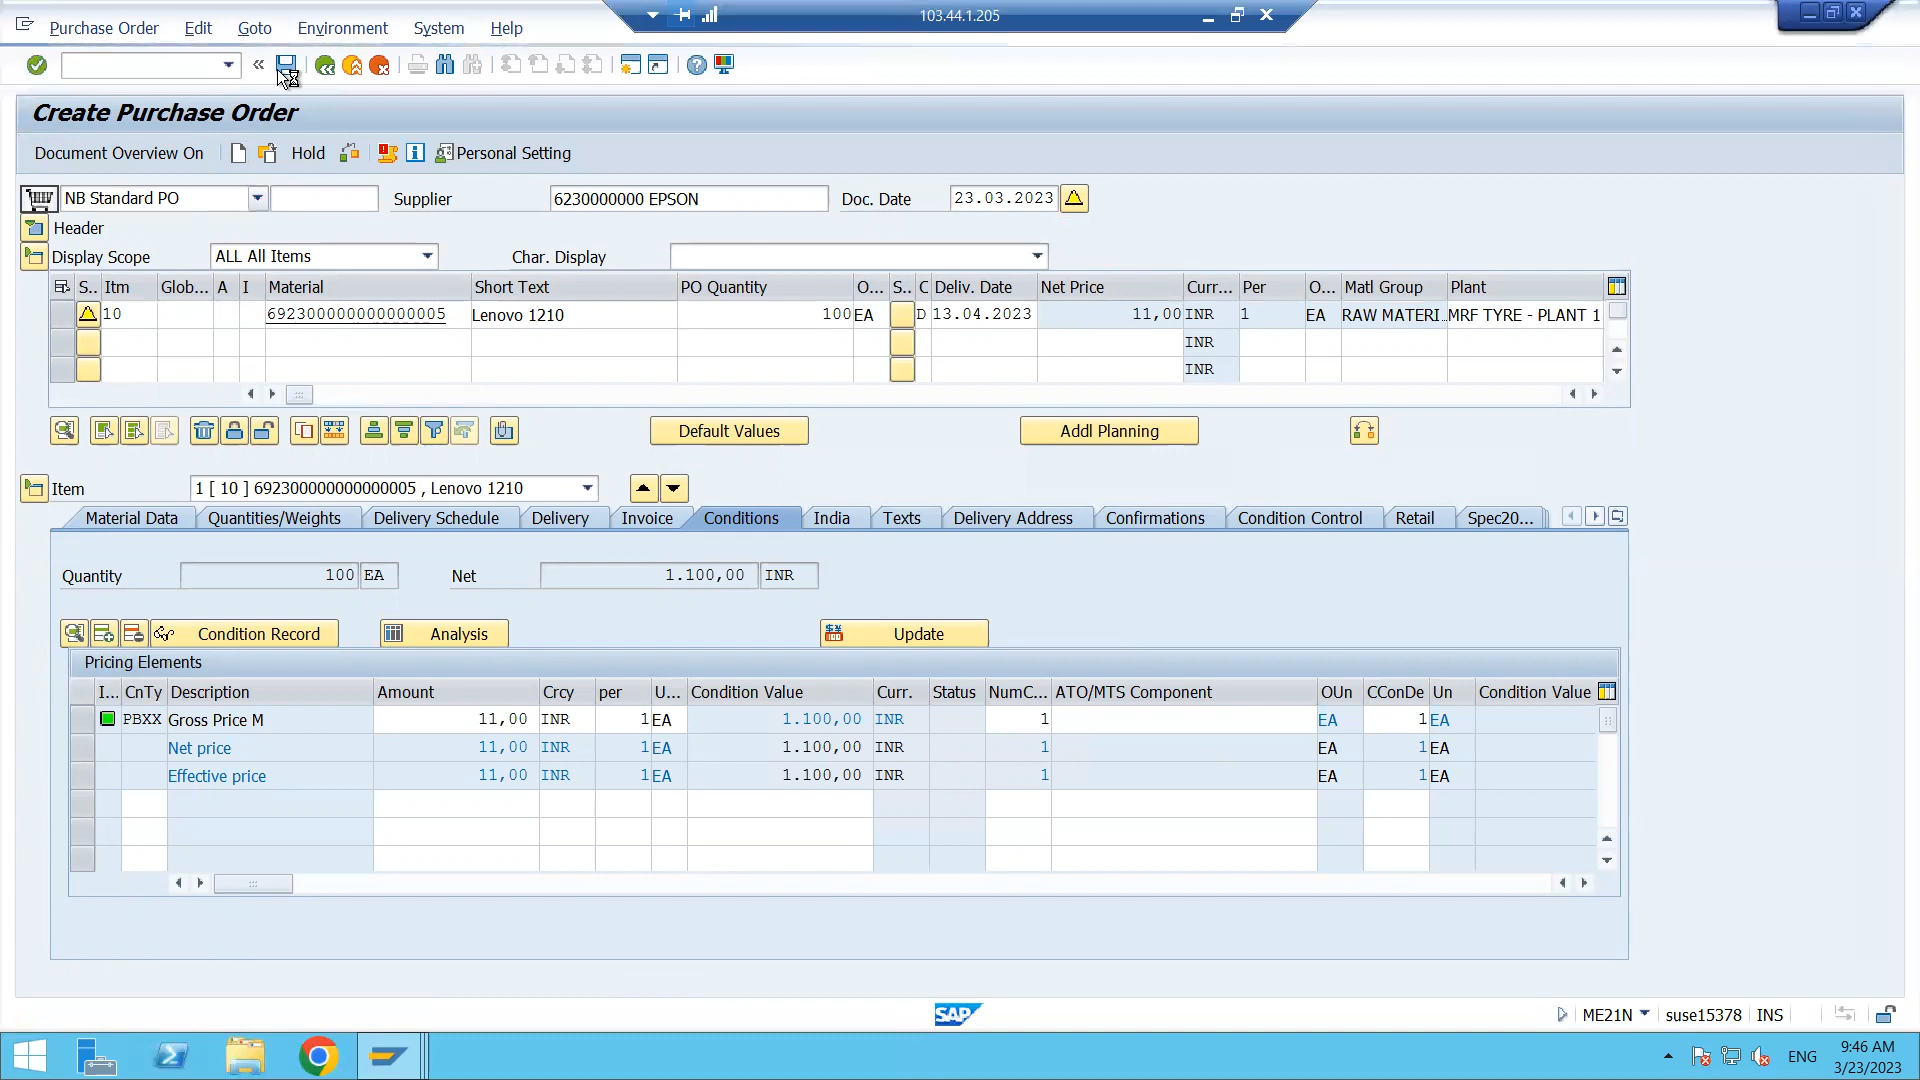 103.44.1.205
Purchase Order Edit Goto Environment System Help
Create Purchase Order
Document Overview On Hold Personal Setting
NB Standard PO Supplier 6230000000 EPSON Doc. Date 23.03.2023
Header
Display Scope ALL All Items Char. Display
S.. Itm Glob... A I Material Short Text PO Quantity O... S.. C Deliv. Date Net Price Curr... Per O... Matl Group Plant
10 692300000000000005 Lenovo 1210 100 EA D 13.04.2023 11,00 INR 1 EA RAW MATERI... MRF TYRE - PLANT 1
INR
INR
Default Values Addl Planning
Item 1 [ 10 ] 692300000000000005 , Lenovo 1210
Material Data Quantities/Weights Delivery Schedule Delivery Invoice Conditions India Texts Delivery Address Confirmations Condition Control Retail Spec20...
Quantity 100 EA Net 1.100,00 INR
Condition Record Analysis Update
Pricing Elements
I... CnTy Description Amount Crcy per U... Condition Value Curr. Status NumC... ATO/MTS Component OUn CConDe Un Condition Value
PBXX Gross Price M 11,00 INR 1 EA 1.100,00 INR 1 EA 1 EA
Net price 11,00 INR 1 EA 1.100,00 INR 1 EA 1 EA
Effective price 11,00 INR 1 EA 1.100,00 INR 1 EA 1 EA
SAP ME21N suse15378 INS
ENG 9:46 AM
3/23/2023